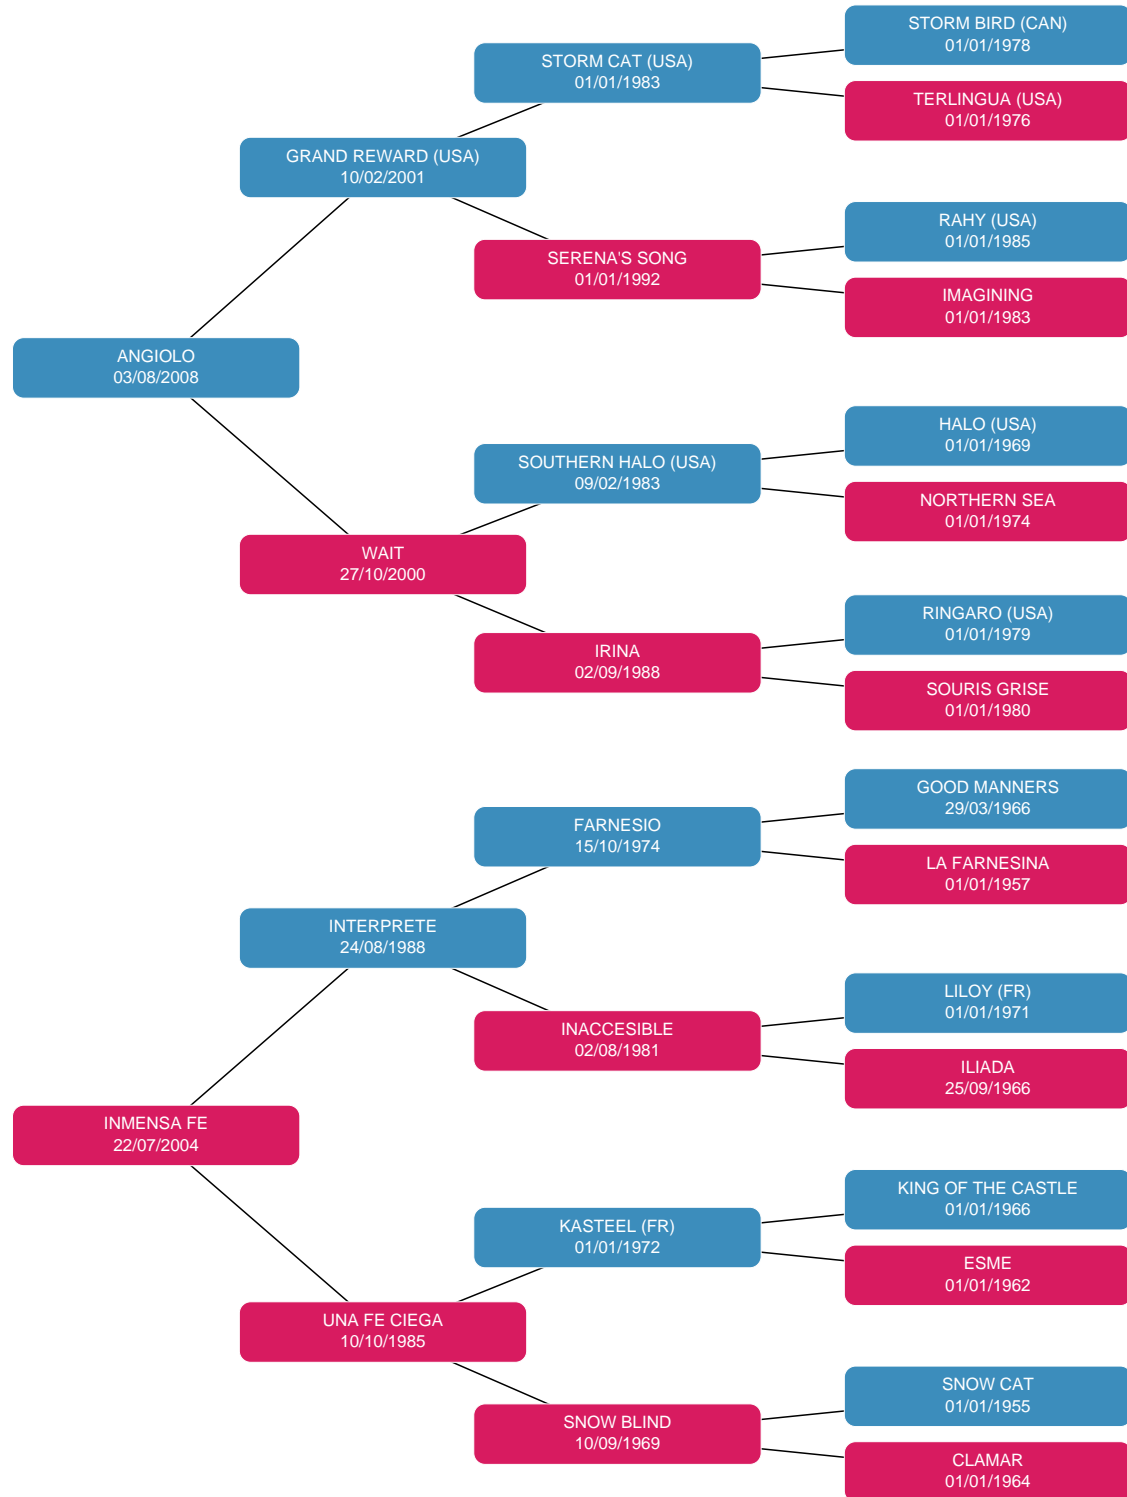 STORM BIRD (CAN)
01/01/1978
STORM CAT (USA)
01/01/1983
TERLINGUA (USA)
01/01/1976
GRAND REWARD (USA)
10/02/2001
RAHY (USA)
01/01/1985
SERENA'S SONG
01/01/1992
IMAGINING
01/01/1983
ANGIOLO
03/08/2008
HALO (USA)
01/01/1969
SOUTHERN HALO (USA)
09/02/1983
NORTHERN SEA
01/01/1974
WAIT
27/10/2000
RINGARO (USA)
01/01/1979
IRINA
02/09/1988
SOURIS GRISE
01/01/1980
GOOD MANNERS
29/03/1966
FARNESIO
15/10/1974
LA FARNESINA
01/01/1957
INTERPRETE
24/08/1988
LILOY (FR)
01/01/1971
INACCESIBLE
02/08/1981
ILIADA
25/09/1966
INMENSA FE
22/07/2004
KING OF THE CASTLE
01/01/1966
KASTEEL (FR)
01/01/1972
ESME
01/01/1962
UNA FE CIEGA
10/10/1985
SNOW CAT
01/01/1955
SNOW BLIND
10/09/1969
CLAMAR
01/01/1964